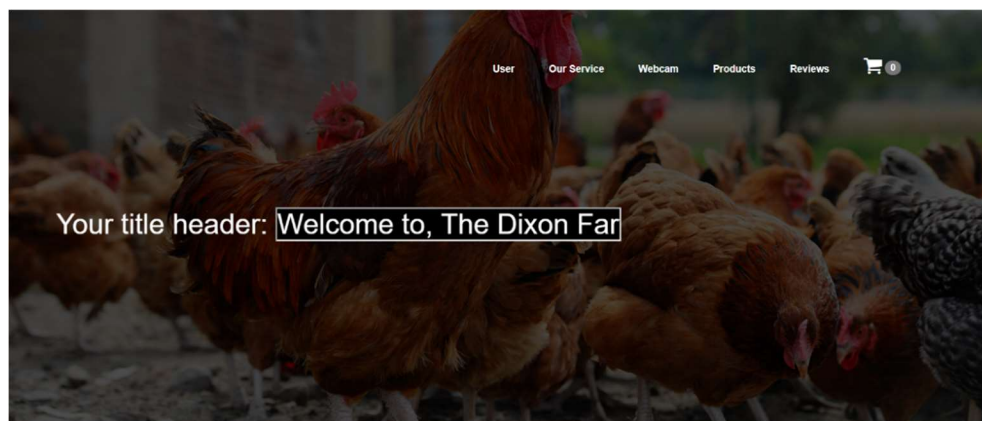 User Our Service Webcam Products Reviews 0
Your title header: Welcome to, The Dixon Far